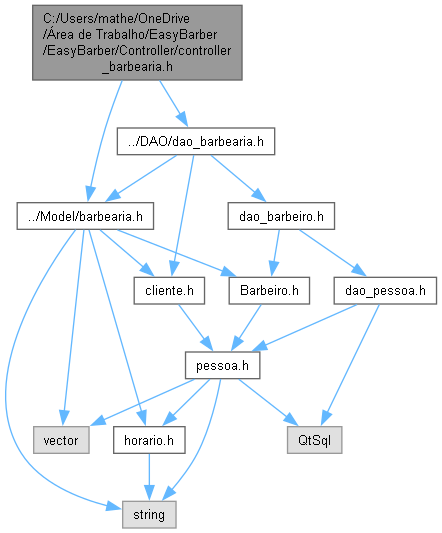 C:/Users/mathe/OneDrive
/Área de Trabalho/EasyBarber
/EasyBarber/Controller/controller
_barbearia.h
../DAO/dao_barbearia.h
../Model/barbearia.h
dao_barbeiro.h
cliente.h
Barbeiro.h
dao_pessoa.h
pessoa.h
vector
horario.h
QtSql
string